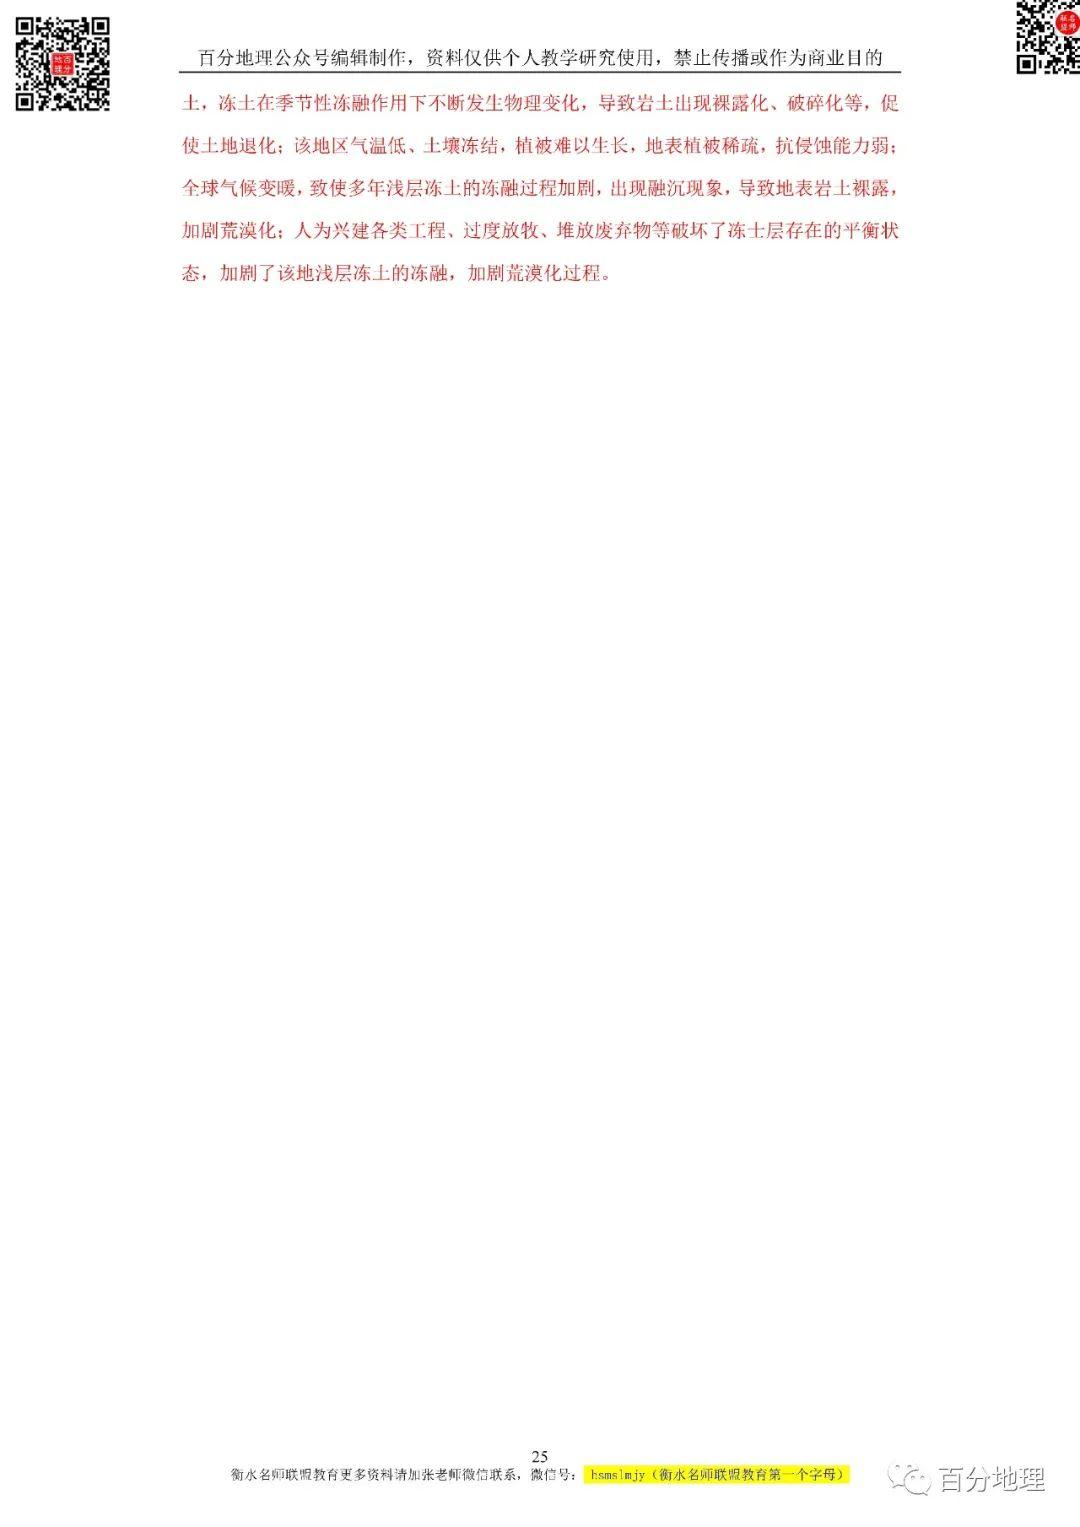 百分地理公众号编辑制作，资料仅供个人教学研究使用，禁止传播或作为商业目的
土，冻土在季节性冻融作用下不断发生物理变化，导致岩土出现裸露化、破碎化等，促
使土地退化；该地区气温低、土壤冻结，植被难以生长，地表植被稀疏，抗侵蚀能力弱；
全球气候变暖，致使多年浅层冻土的冻融过程加剧，出现融沉现象，导致地表岩土裸露，
加剧荒漠化；人为兴建各类工程、过度放牧、堆放废弃物等破坏了冻士层存在的平衡状
态，加剧了该地浅层冻土的冻融，加剧荒漠化过程。
25
衡水名师联盟教育更多资料请加张老师微信联系，微信号： hsmslmjy（衡水名师联盟教育第一个字母）
百分地理